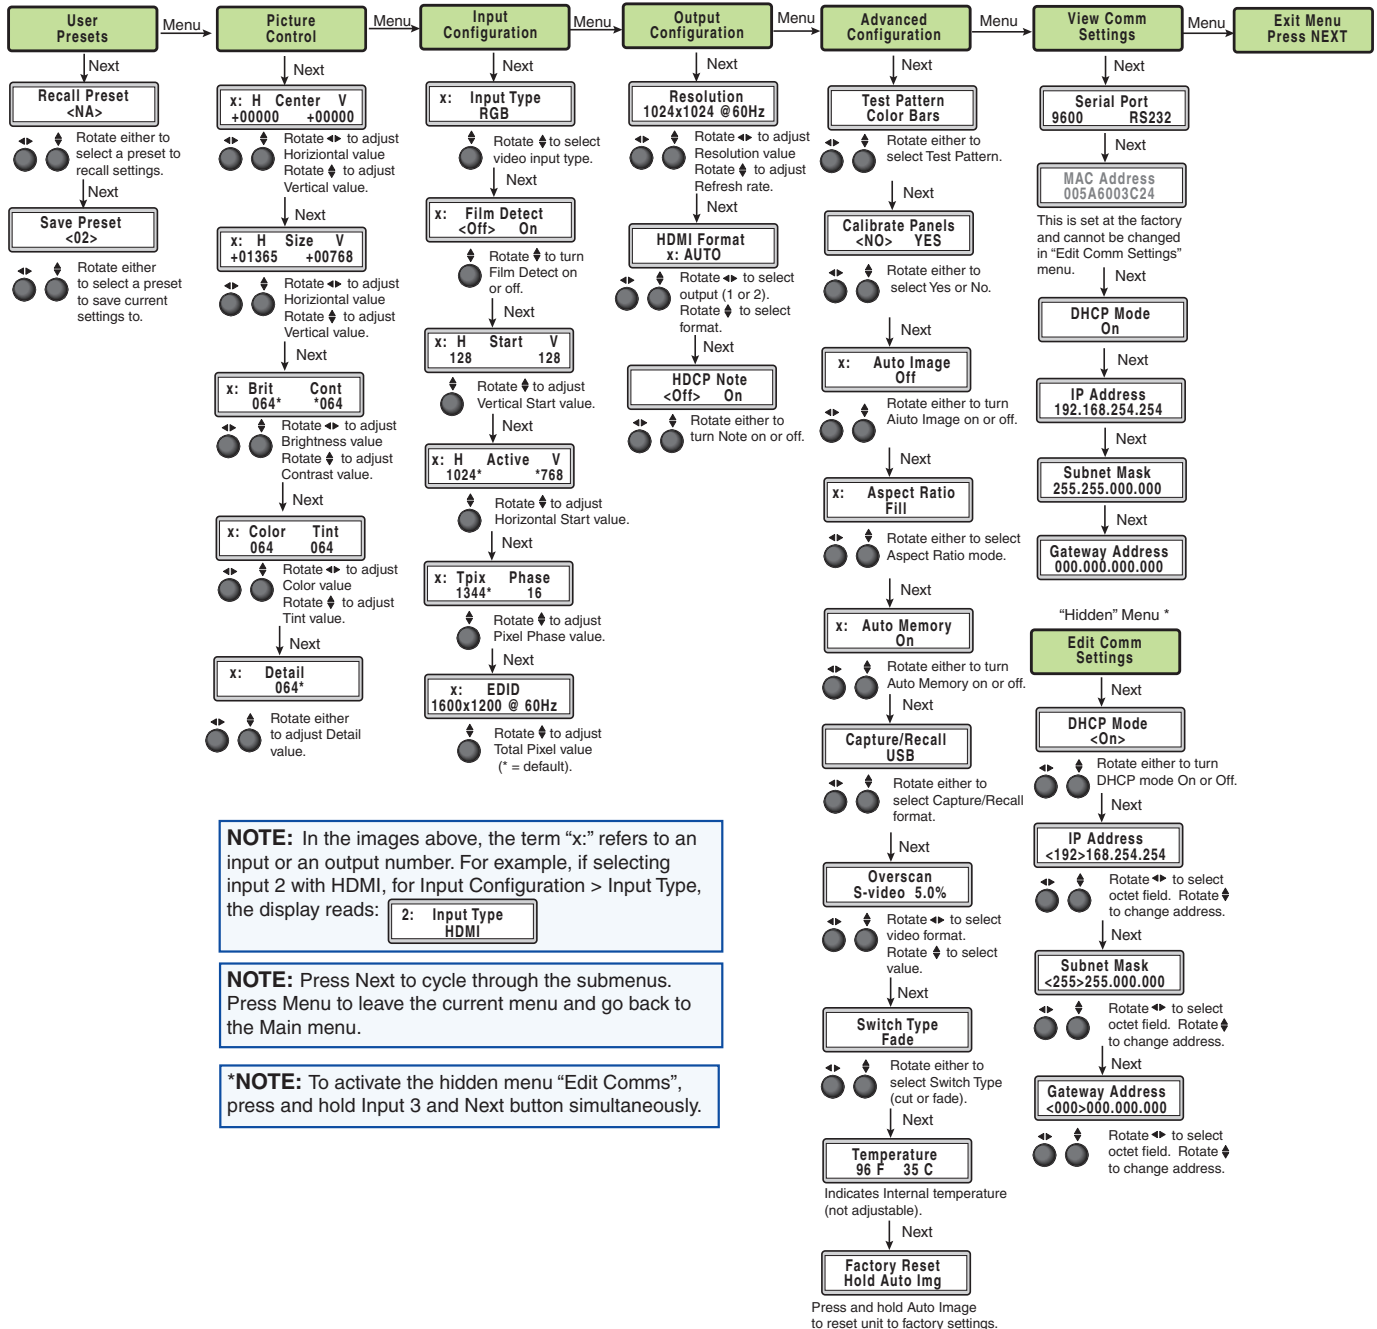 User
Presets
Menu
Picture
Control
Menu
Input
Configuration
Menu
Output
Configuration
Menu
Advanced
Configuration
Menu
View Comm
Settings
Menu
Exit Menu
Press NEXT
Next
Recall Preset
<NA>
Rotate either to
select a preset to
recall settings.
Next
Save Preset
<02>
Rotate either
to select a preset
to save current
settings to.
Next
x: H Center V
+00000 +00000
Rotate ◂▸ to adjust
Horiziontal value
Rotate to adjust
Vertical value.
Next
x: H Size V
+01365 +00768
Rotate ◂▸ to adjust
Horiziontal value
Rotate to adjust
Vertical value.
Next
x: Brit Cont
064* *064
Rotate ◂▸ to adjust
Brightness value
Rotate to adjust
Contrast value.
Next
x: Color Tint
064 064
Rotate ◂▸ to adjust
Color value
Rotate to adjust
Tint value.
Next
x: Detail
064*
Rotate either
to adjust Detail
value.
Next
x: Input Type
RGB
Rotate to select
video input type.
Next
x: Film Detect
<Off> On
Rotate to turn
Film Detect on
or off.
Next
x: H Start V
128 128
Rotate to adjust
Vertical Start value.
Next
x: H Active V
1024* *768
Rotate to adjust
Horizontal Start value.
Next
x: Tpix Phase
1344* 16
Rotate to adjust
Pixel Phase value.
Next
x: EDID
1600x1200 @ 60Hz
Rotate to adjust
Total Pixel value
(* = default).
Next
Resolution
1024x1024 @60Hz
Rotate ◂▸ to adjust
Resolution value
Rotate to adjust
Refresh rate.
Next
HDMI Format
x: AUTO
Rotate ◂▸ to select
output (1 or 2).
Rotate to select
format.
Next
HDCP Note
<Off> On
Rotate either to
turn Note on or off.
Next
Test Pattern
Color Bars
Rotate either to
select Test Pattern.
Next
Calibrate Panels
<NO> YES
Rotate either to
select Yes or No.
Next
x: Auto Image
Off
Rotate either to turn
Aiuto Image on or off.
Next
x: Aspect Ratio
Fill
Rotate either to select
Aspect Ratio mode.
Next
x: Auto Memory
On
Rotate either to turn
Auto Memory on or off.
Next
Capture/Recall
USB
Rotate either to
select Capture/Recall
format.
Next
Overscan
S-video 5.0%
Rotate ◂▸ to select
video format.
Rotate to select
value.
Next
Switch Type
Fade
Rotate either to
select Switch Type
(cut or fade).
Next
Temperature
96 F 35 C
Indicates Internal temperature
(not adjustable).
Next
Factory Reset
Hold Auto Img
Press and hold Auto Image
to reset unit to factory settings.
Next
Serial Port
9600 RS232
Next
MAC Address
005A6003C24
This is set at the factory
and cannot be changed
in “Edit Comm Settings”
menu.
Next
DHCP Mode
On
Next
IP Address
192.168.254.254
Next
Subnet Mask
255.255.000.000
Next
Gateway Address
000.000.000.000
“Hidden” Menu *
Edit Comm
Settings
Next
DHCP Mode
<On>
Rotate either to turn
DHCP mode On or Off.
Next
IP Address
<192>168.254.254
Rotate ◂▸ to select
octet field. Rotate
to change address.
Next
Subnet Mask
<255>255.000.000
Rotate ◂▸ to select
octet field. Rotate
to change address.
Next
Gateway Address
<000>000.000.000
Rotate ◂▸ to select
octet field. Rotate
to change address.
NOTE: In the images above, the term “x:” refers to an
input or an output number. For example, if selecting
input 2 with HDMI, for Input Configuration > Input Type,
the display reads:
2: Input Type
HDMI
NOTE: Press Next to cycle through the submenus.
Press Menu to leave the current menu and go back to
the Main menu.
*NOTE: To activate the hidden menu “Edit Comms”,
press and hold Input 3 and Next button simultaneously.